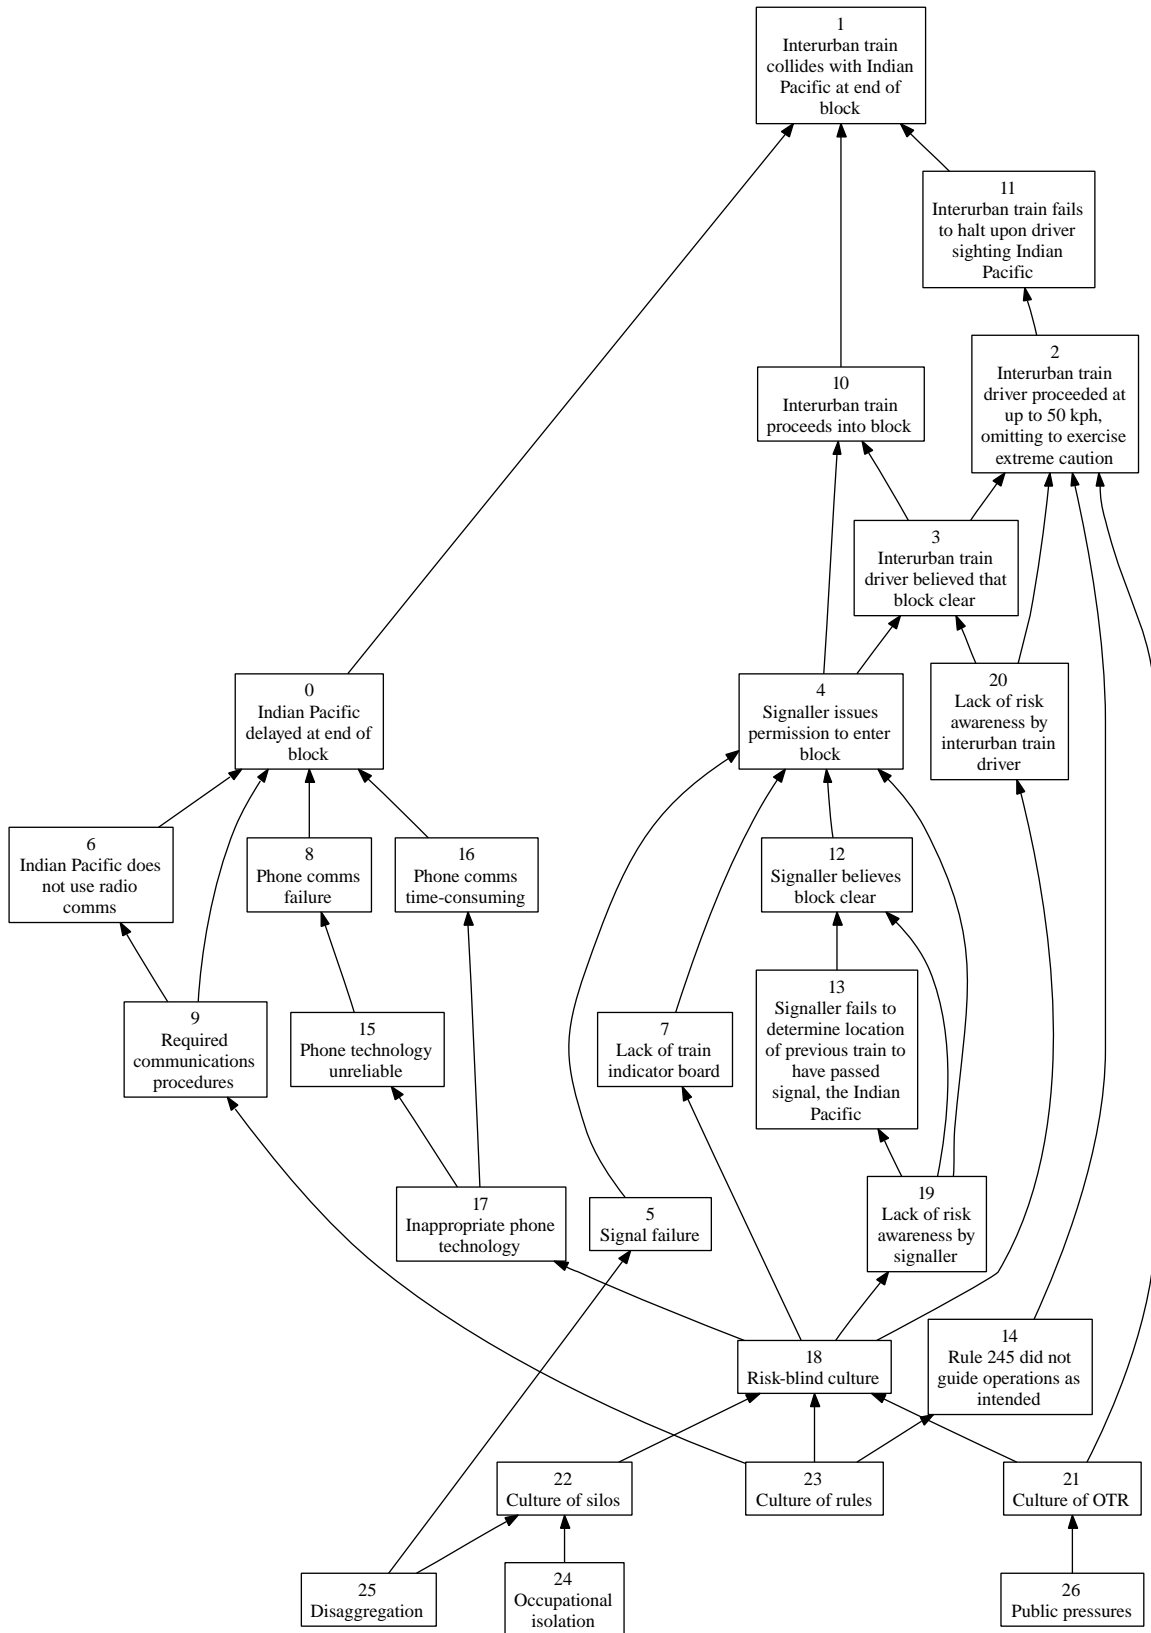 1
Interurban train
collides with Indian
Pacific at end of
block
11
Interurban train fails
to halt upon driver
sighting Indian
Pacific
2
Interurban train
driver proceeded at
up to 50 kph,
omitting to exercise
extreme caution
10
Interurban train
proceeds into block
3
Interurban train
driver believed that
block clear
0
Indian Pacific
delayed at end of
block
4
Signaller issues
permission to enter
block
20
Lack of risk
awareness by
interurban train
driver
6
Indian Pacific does
not use radio
comms
8
Phone comms
failure
16
Phone comms
time-consuming
12
Signaller believes
block clear
9
Required
communications
procedures
15
Phone technology
unreliable
7
Lack of train
indicator board
13
Signaller fails to
determine location
of previous train to
have passed
signal, the Indian
Pacific
17
Inappropriate phone
technology
5
Signal failure
19
Lack of risk
awareness by
signaller
18
Risk-blind culture
14
Rule 245 did not
guide operations as
intended
22
Culture of silos
23
Culture of rules
21
Culture of OTR
25
Disaggregation
24
Occupational
isolation
26
Public pressures